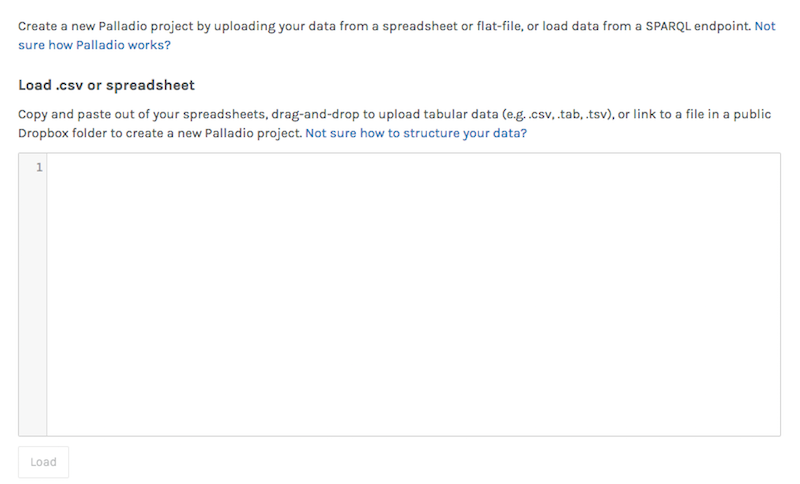 Create a new Palladio project by uploading your data from a spreadsheet or flat-file, or load data from a SPARQL endpoint. Not
sure how Palladio works?
Load .csv or spreadsheet
Copy and paste out of your spreadsheets, drag-and-drop to upload tabular data (e.g. .csv, .tab, .tsv), or link to a file in a public
Dropbox folder to create a new Palladio project. Not sure how to structure your data?
1
Load